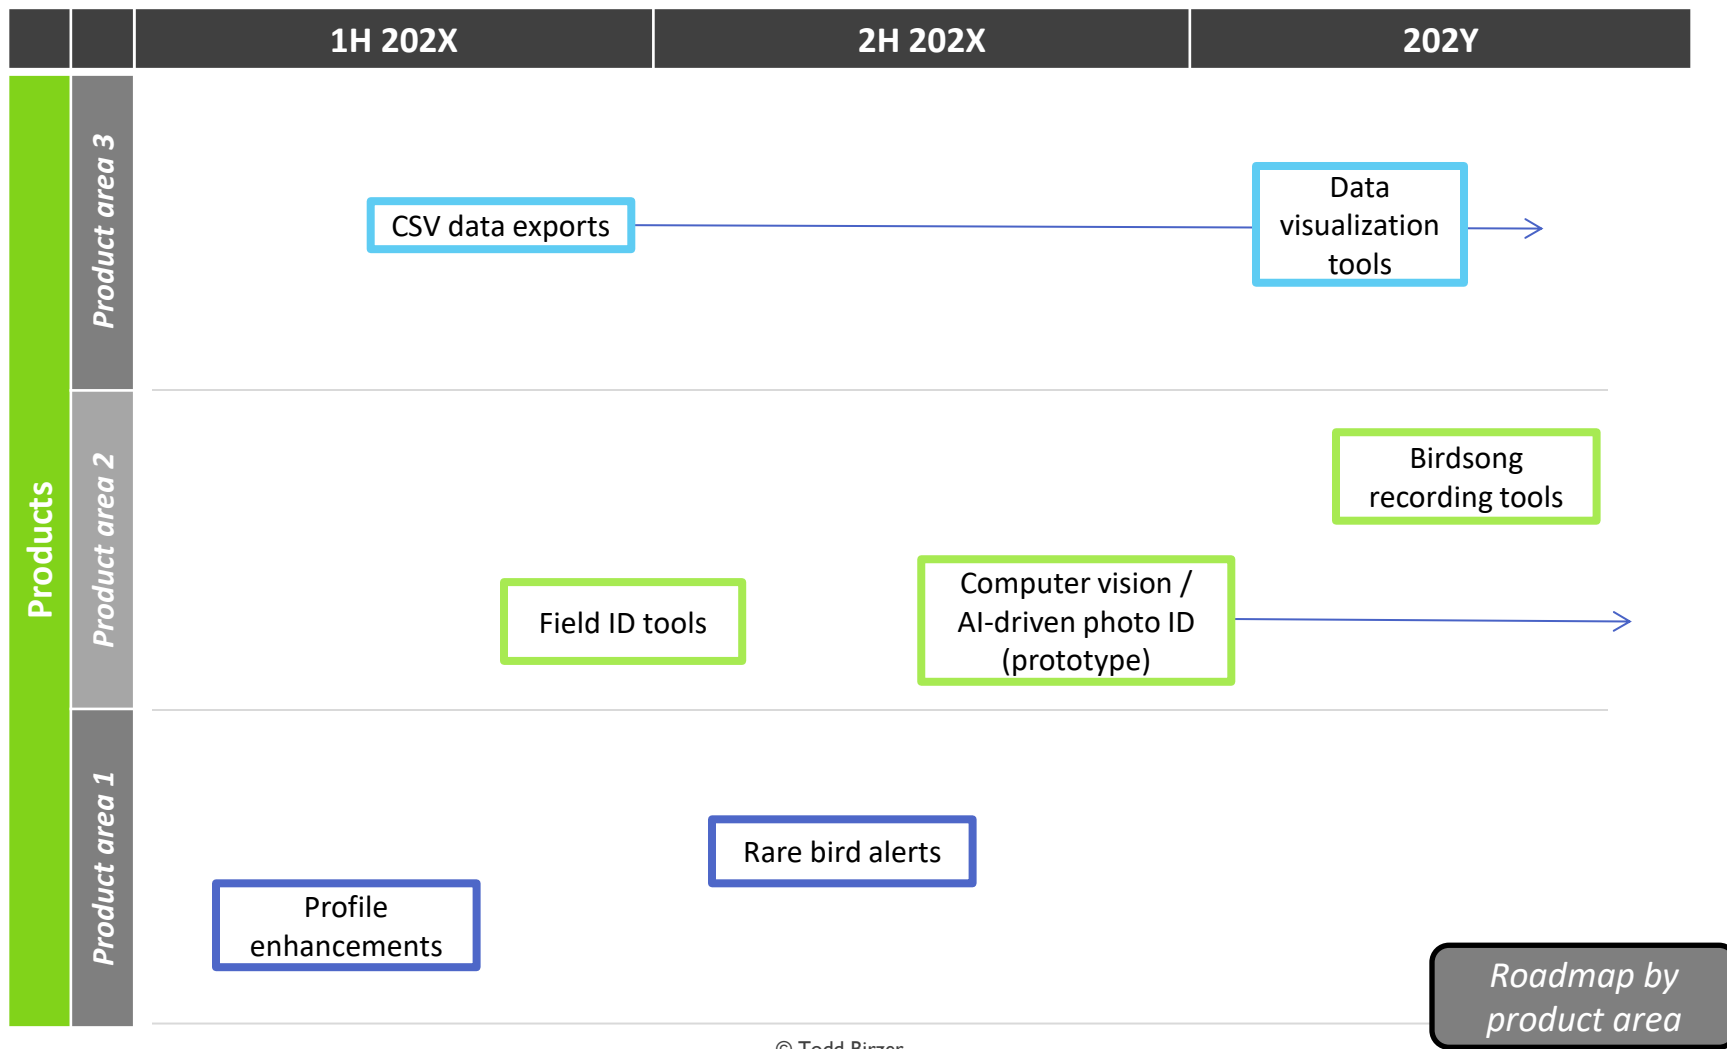 1H 202X
2H 202X
202Y
Products
Product area 3
CSV data exports
Data
visualization
tools
Product area 2
Birdsong
recording tools
Field ID tools
Computer vision /
AI-driven photo ID
(prototype)
Product area 1
Rare bird alerts
Profile
enhancements
Roadmap by
product area
© Todd Birzer